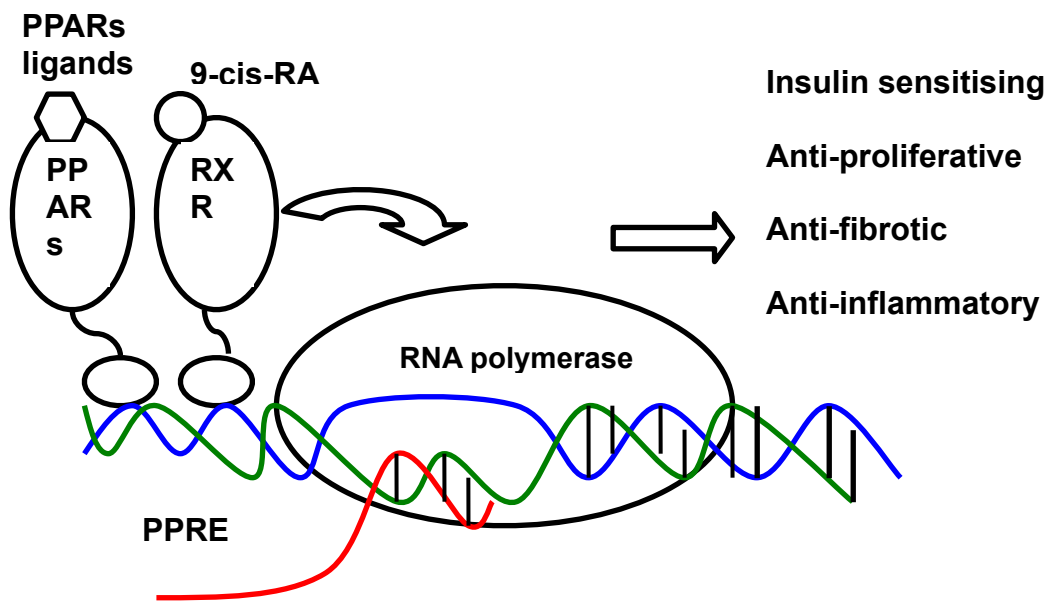 PPARs
ligands
9-cis-RA
PP
AR
s
RX
R
Insulin sensitising
Anti-proliferative
Anti-fibrotic
Anti-inflammatory
RNA polymerase
PPRE